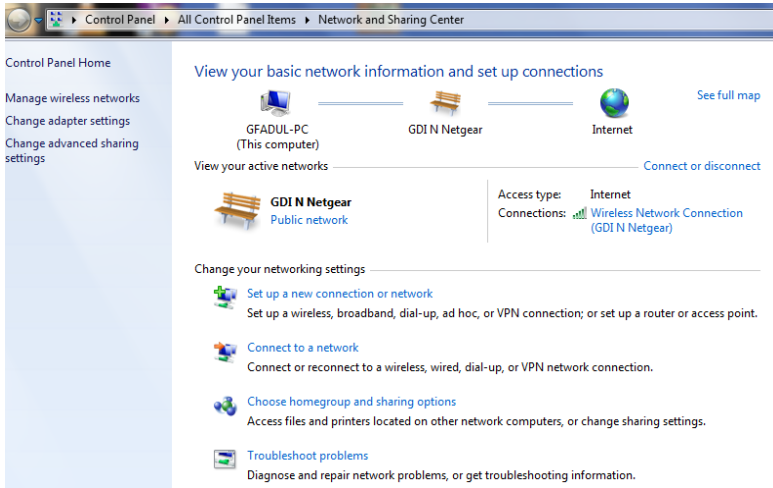 Control Panel ▸ All Control Panel Items ▸ Network and Sharing Center
Control Panel Home
Manage wireless networks
Change adapter settings
Change advanced sharing
settings
View your basic network information and set up connections
See full map
GFADUL-PC
(This computer)
GDI N Netgear
Internet
View your active networks
Connect or disconnect
GDI N Netgear
Public network
Access type: Internet
Connections: Wireless Network Connection
(GDI N Netgear)
Change your networking settings
Set up a new connection or network
Set up a wireless, broadband, dial-up, ad hoc, or VPN connection; or set up a router or access point.
Connect to a network
Connect or reconnect to a wireless, wired, dial-up, or VPN network connection.
Choose homegroup and sharing options
Access files and printers located on other network computers, or change sharing settings.
Troubleshoot problems
Diagnose and repair network problems, or get troubleshooting information.